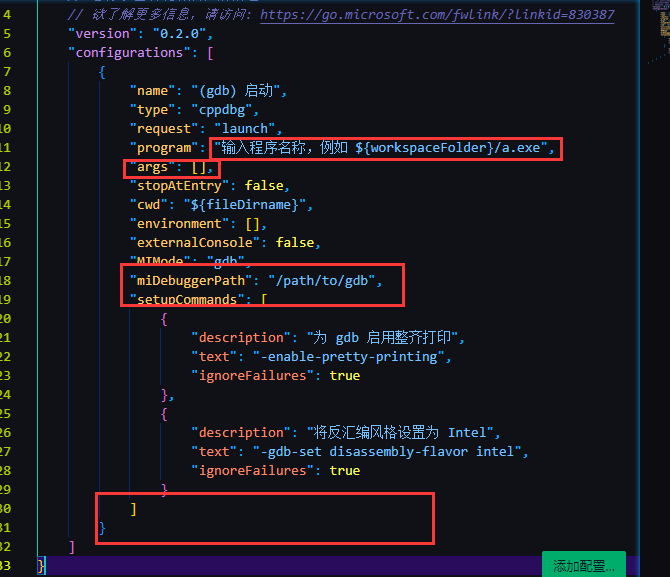 4 // 欲了解更多信息，请访问: https://go.microsoft.com/fwlink/?linkid=830387
5 "version": "0.2.0",
6 "configurations": [
7 {
8 "name": "(gdb) 启动",
9 "type": "cppdbg",
10 "request": "launch",
11 "program": "输入程序名称，例如 ${workspaceFolder}/a.exe",
12 "args": [],
13 "stopAtEntry": false,
14 "cwd": "${fileDirname}",
15 "environment": [],
16 "externalConsole": false,
17 "MIMode": "gdb",
18 "miDebuggerPath": "/path/to/gdb",
19 "setupCommands": [
20 {
21 "description": "为 gdb 启用整齐打印",
22 "text": "-enable-pretty-printing",
23 "ignoreFailures": true
24 },
25 {
26 "description": "将反汇编风格设置为 Intel",
27 "text": "-gdb-set disassembly-flavor intel",
28 "ignoreFailures": true
29 }
30 ]
31 }
32 ]
33 }
添加配置...